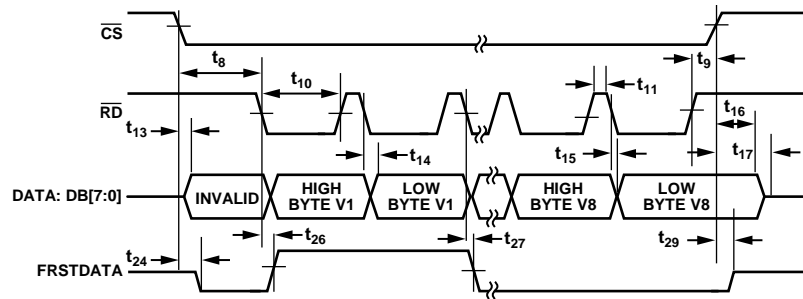 CS
t8
t10
t11
t9
RD
t13
t14
t15
t16
t17
DATA: DB[7:0]
INVALID
HIGH
BYTE V1
LOW
BYTE V1
HIGH
BYTE V8
LOW
BYTE V8
t24
t26
t27
t29
FRSTDATA